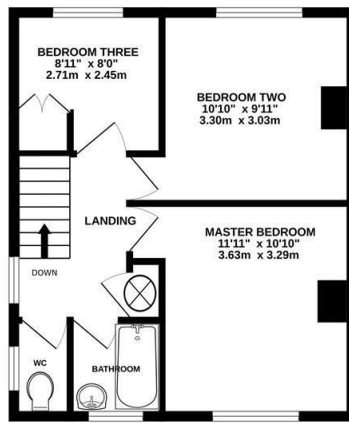 BEDROOM THREE
8'11" x 8'0"
2.71m x 2.45m
BEDROOM TWO
10'10" x 9'11"
3.30m x 3.03m
LANDING
MASTER BEDROOM
11'11" x 10'10"
3.63m x 3.29m
DOWN
WC
BATHROOM